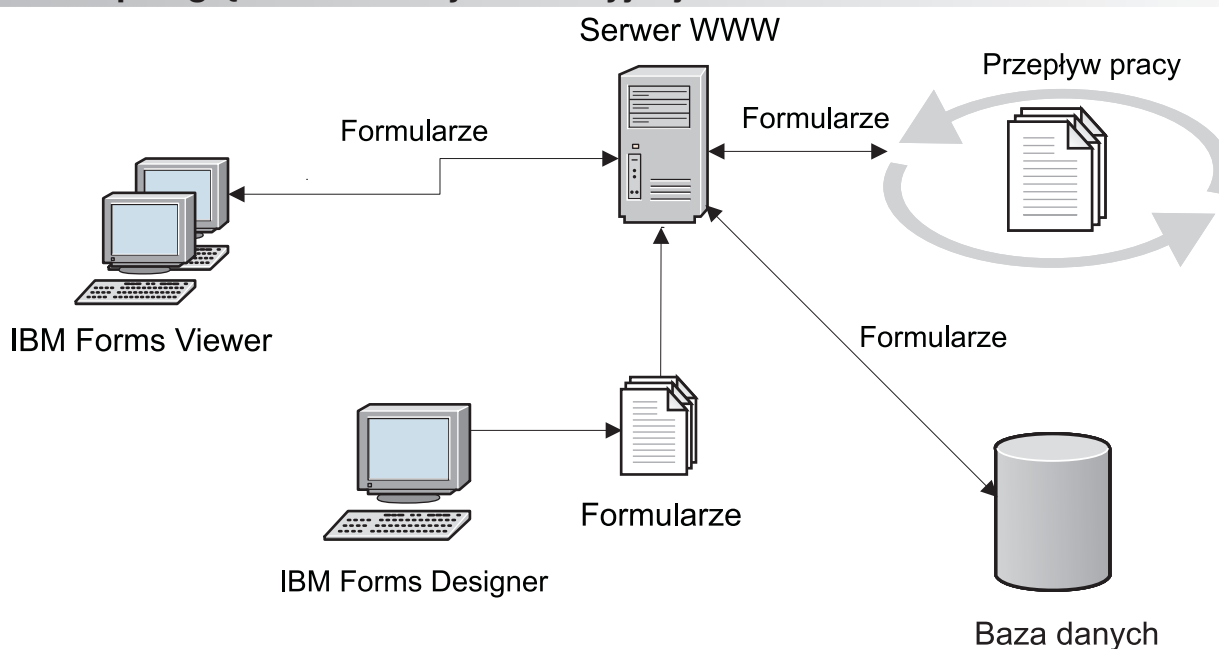 Serwer WWW
Przepływ pracy
Formularze
Formularze
IBM Forms Viewer
Formularze
Formularze
IBM Forms Designer
Baza danych